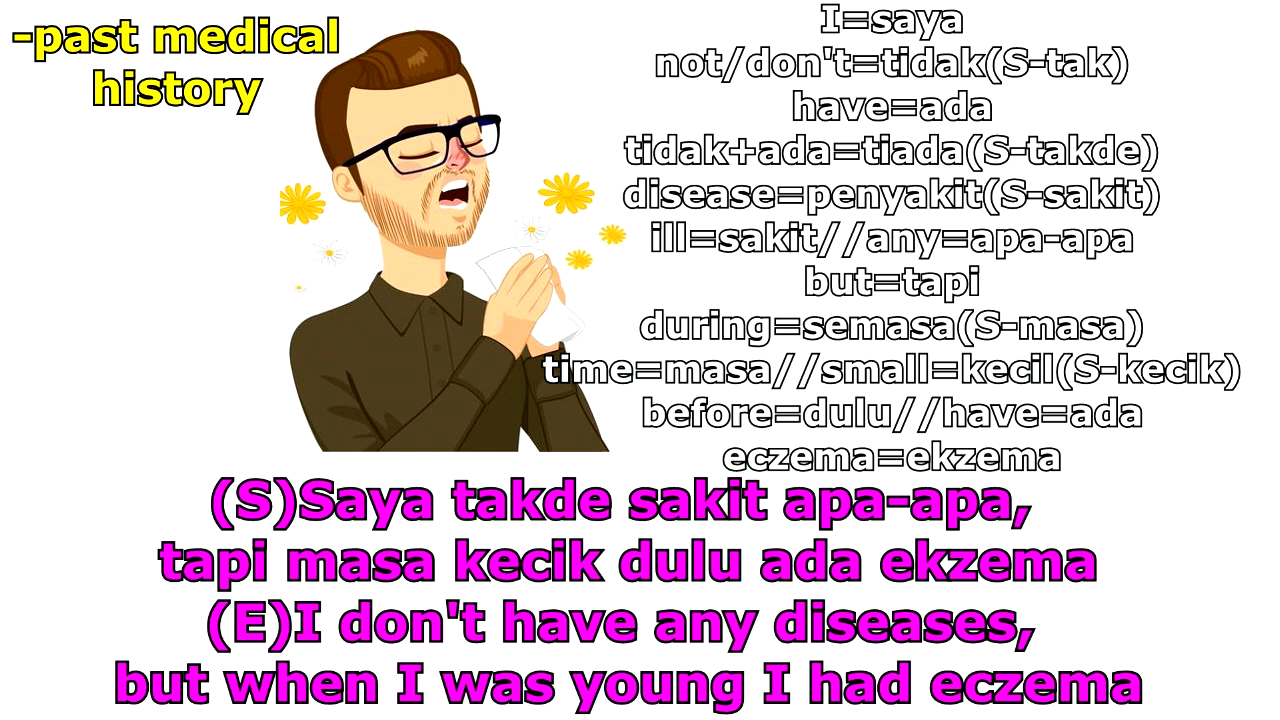 -past medical
history
I=saya
not/don't=tidak(S-tak)
have=ada
tidak+ada=tiada(S-takde)
disease=penyakit(S-sakit)
ill=sakit//any=apa-apa
but=tapi
during=semasa(S-masa)
time=masa//small=kecil(S-kecik)
before=dulu//have=ada
eczema=ekzema
(S)Saya takde sakit apa-apa,
tapi masa kecik dulu ada ekzema
(E)I don't have any diseases,
but when I was young I had eczema